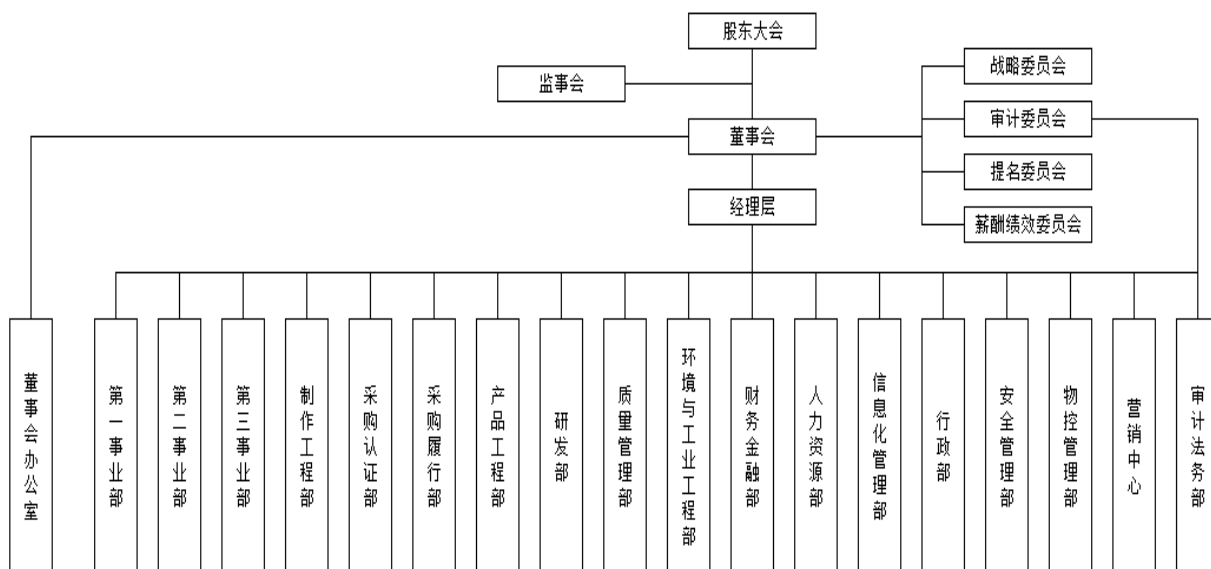 股东大会
监事会
战略委员会
审计委员会
董事会
提名委员会
经理层
薪酬绩效委员会
董事会办公室
第一事业部
第二事业部
第三事业部
制作工程部
采购认证部
采购履行部
产品工程部
研发部
质量管理部
环境与工业工程部
财务金融部
人力资源部
信息化管理部
行政部
安全管理部
物控管理部
营销中心
审计法务部